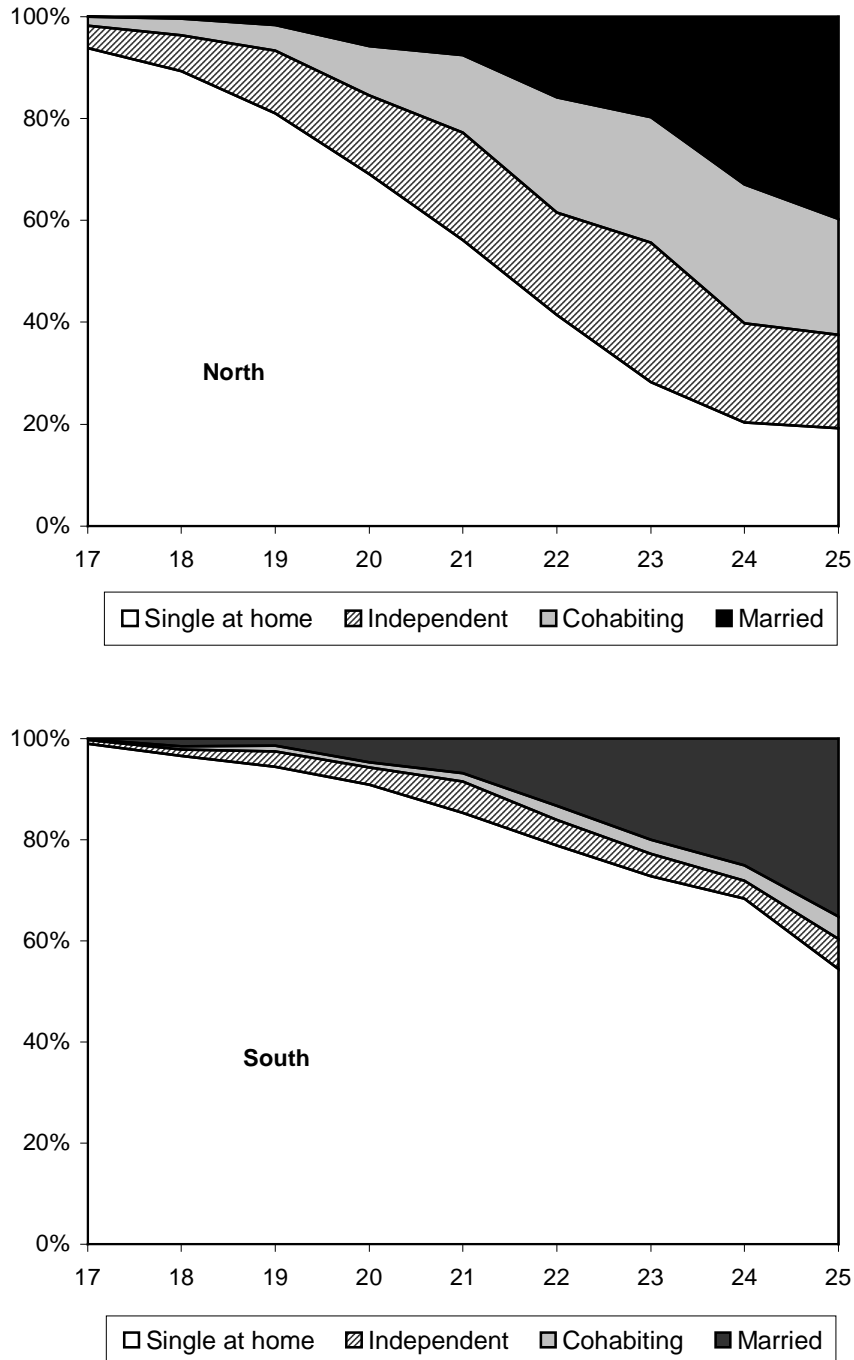 100%
80%
60%
40%
20%
0%
North
17 18 19 20 21 22 23 24 25
Single at home Independent Cohabiting Married
100%
80%
60%
40%
20%
0%
South
17 18 19 20 21 22 23 24 25
Single at home Independent Cohabiting Married